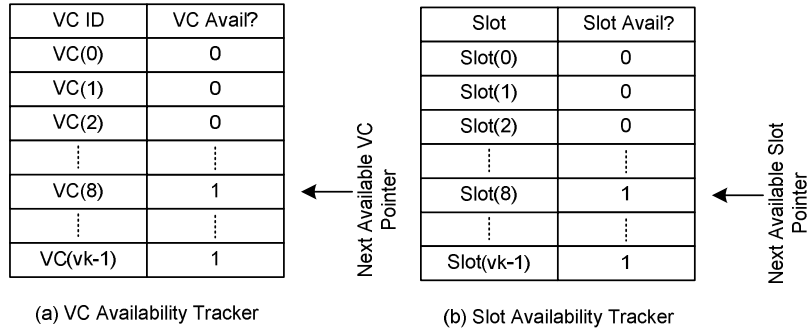 VC ID VC Avail?
VC(0) 0
VC(1) 0
VC(2) 0
VC(8) 1
VC(vk-1) 1
Next Available VC
Pointer
(a) VC Availability Tracker
Slot Slot Avail?
Slot(0) 0
Slot(1) 0
Slot(2) 0
Slot(8) 1
Slot(vk-1) 1
Next Available Slot
Pointer
(b) Slot Availability Tracker